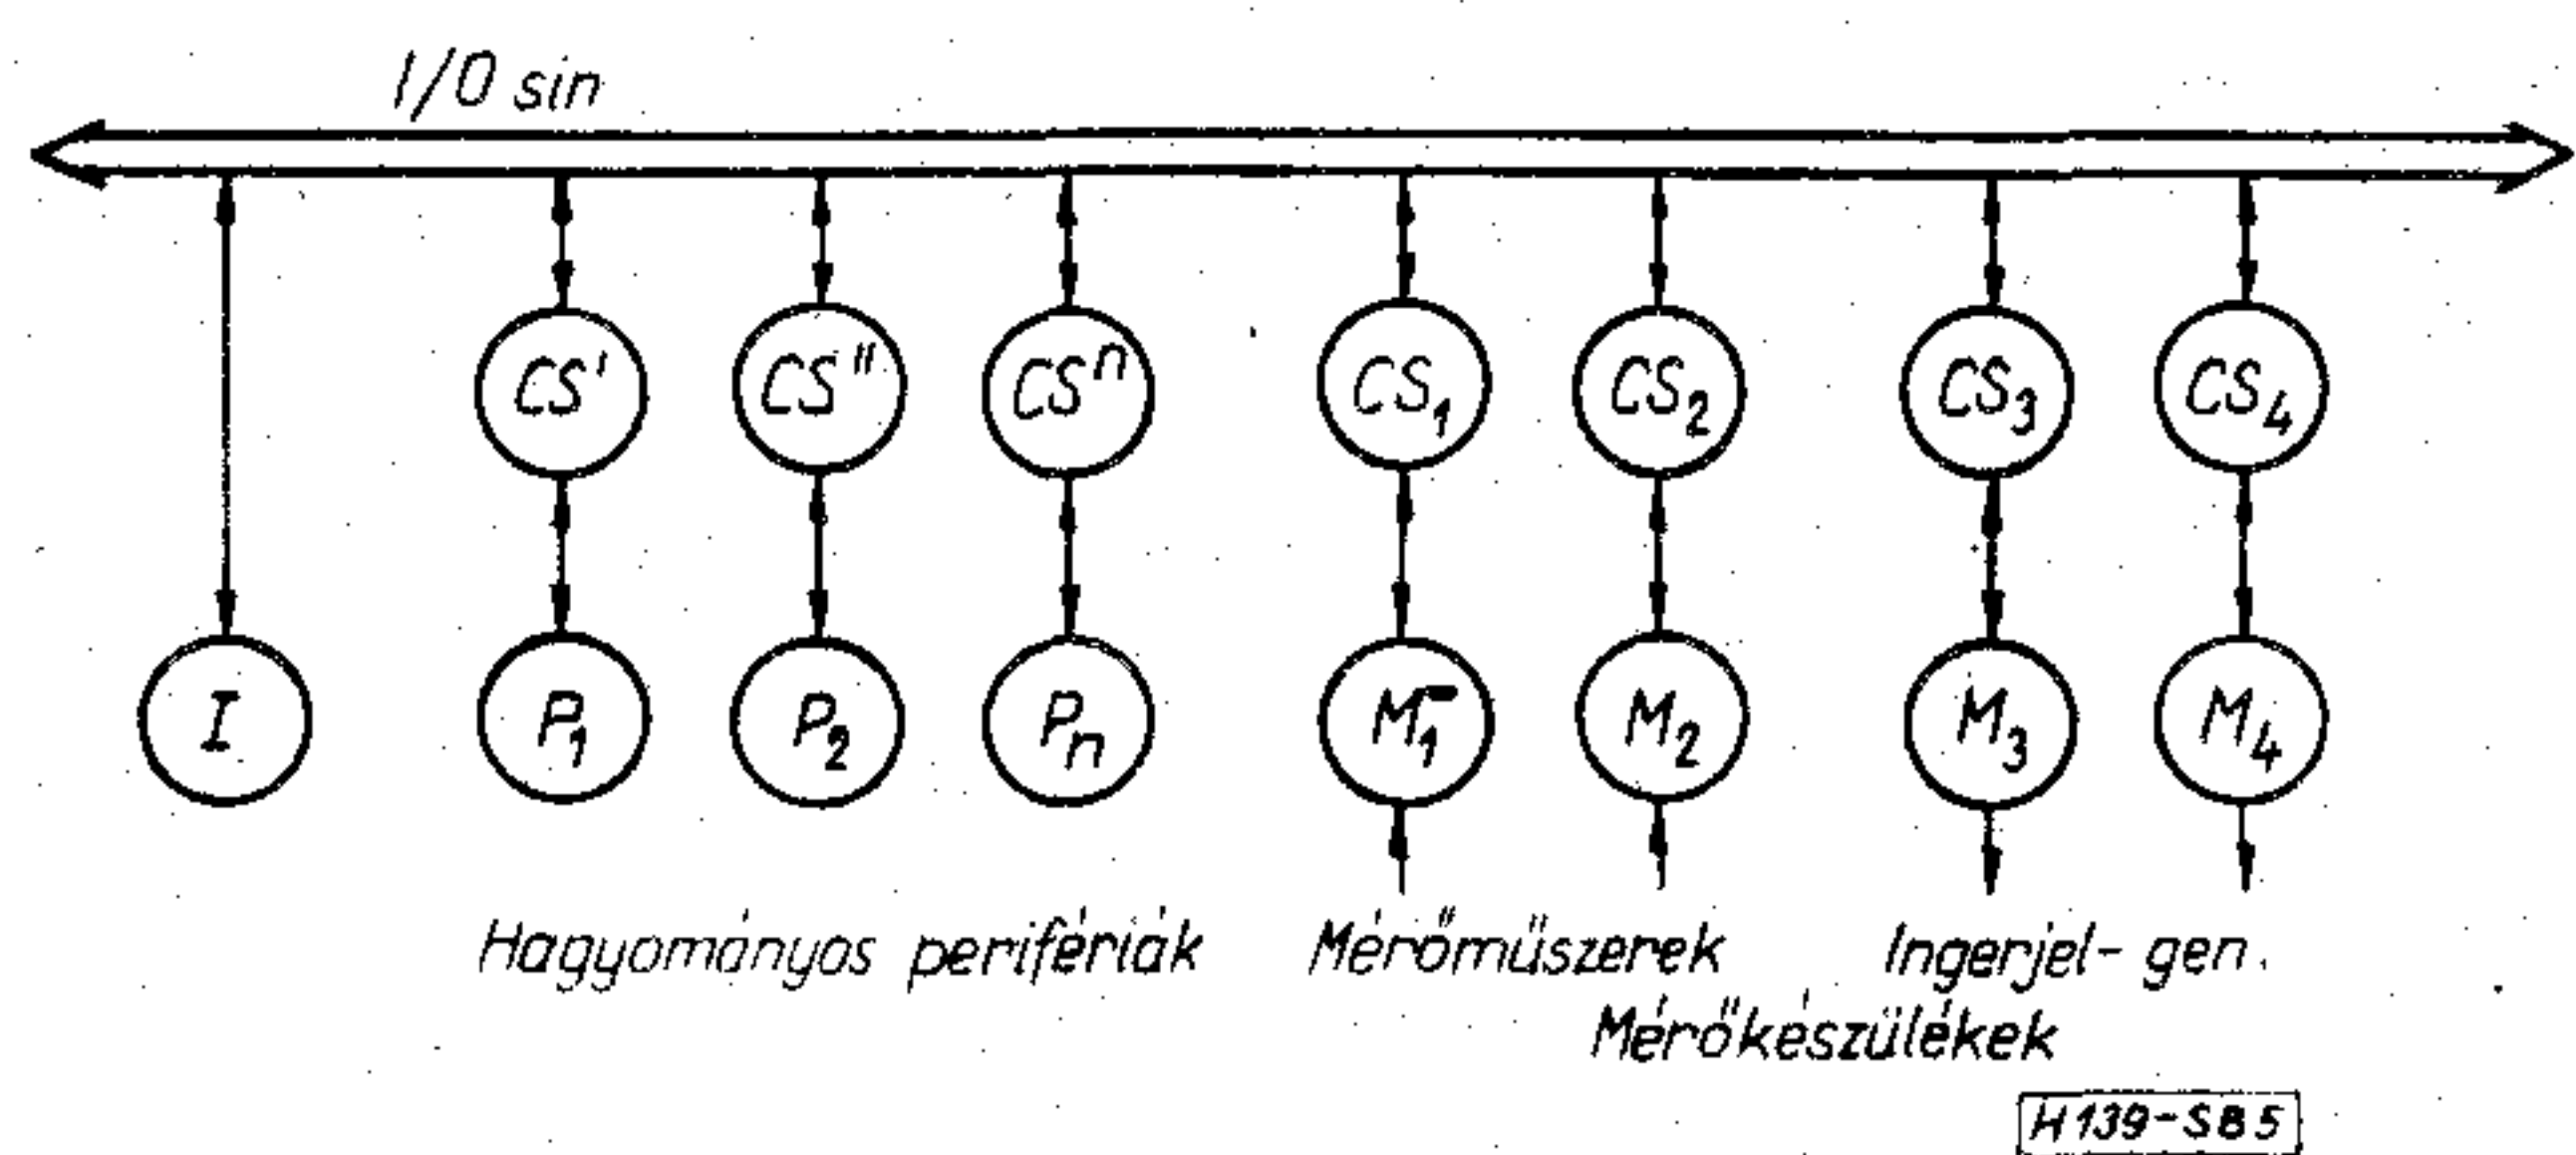 I/O sin
CS' CS" CSⁿ CS₁ CS₂ CS₃ CS₄
I P₁ P₂ Pₙ M₁ M₂ M₃ M₄
Hagyományos perifériák Mérőműszerek Ingerjel-gen.
Mérőkészülékek
H139-SB5